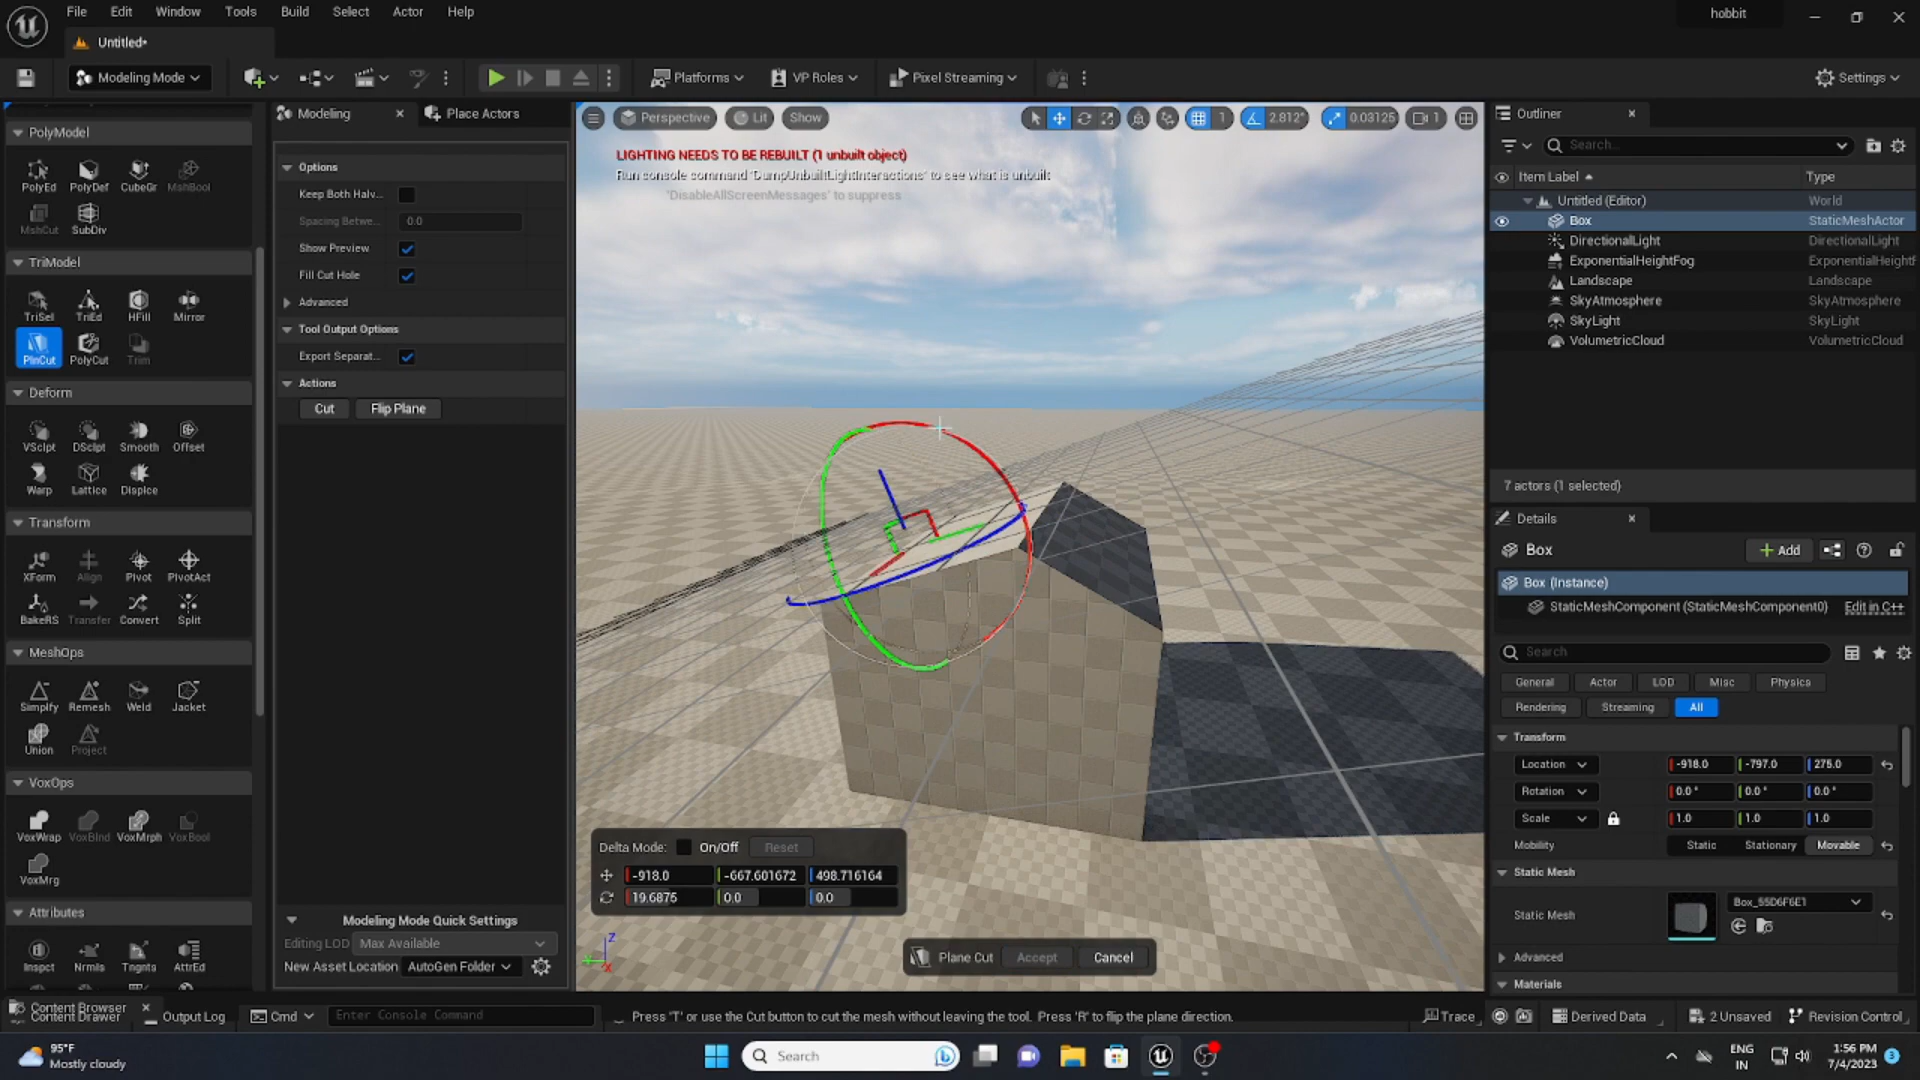 File Edit Window Tools Build Select Actor Help
hobbit
Untitled*
Modeling Mode
Platforms
VP Roles
Pixel Streaming
Settings
PolyModel
PolyEd PolyDef CubeGr MshBool
MshCut SubDiv
TriModel
TriSel TriEd HFill Mirror
PlnCut PolyCut Trim
Deform
VSclpt DSclpt Smooth Offset
Warp Lattice Displce
Transform
XForm Align Pivot PivotAct
BakeRS Transfer Convert Split
MeshOps
Simplfy Remesh Weld Jacket
Union Project
VoxOps
VoxWrap VoxBlnd VoxMrph VoxBool
VoxMrg
Attributes
Inspct Nrmls Tngnts AttrEd
Modeling
Place Actors
Options
Keep Both Halv...
Spacing Betwe... 0.0
Show Preview
Fill Cut Hole
Advanced
Tool Output Options
Export Separat...
Actions
Cut Flip Plane
Modeling Mode Quick Settings
Editing LOD Max Available
New Asset Location AutoGen Folder
Perspective Lit Show
1 2.812° 0.03125 1
LIGHTING NEEDS TO BE REBUILT (1 unbuilt object)
Run console command 'DumpUnbuiltLightInteractions' to see what is unbuilt
'DisableAllScreenMessages' to suppress
Delta Mode: On/Off Reset
-918.0 -667.601672 498.716164
19.6875 0.0 0.0
Z
Y
X
Plane Cut Accept Cancel
Outliner
Search...
Item Label Type
Untitled (Editor) World
Box StaticMeshActor
DirectionalLight DirectionalLight
ExponentialHeightFog ExponentialHeightF
Landscape Landscape
SkyAtmosphere SkyAtmosphere
SkyLight SkyLight
VolumetricCloud VolumetricCloud
7 actors (1 selected)
Details
Box
Add
Box (Instance)
StaticMeshComponent (StaticMeshComponent0) Edit in C++
Search
General Actor LOD Misc Physics
Rendering Streaming All
Transform
Location -918.0 -797.0 275.0
Rotation 0.0 ° 0.0 ° 0.0 °
Scale 1.0 1.0 1.0
Mobility Static Stationary Movable
Static Mesh
Static Mesh Box_55D6F6E1
Advanced
Materials
Content Browser
Content Drawer
Output Log
Cmd
Enter Console Command
Press 'T' or use the Cut button to cut the mesh without leaving the tool. Press 'R' to flip the plane direction.
Trace
Derived Data
2 Unsaved
Revision Control
95°F
Mostly cloudy
Search
ENG
IN
1:56 PM
7/4/2023
3